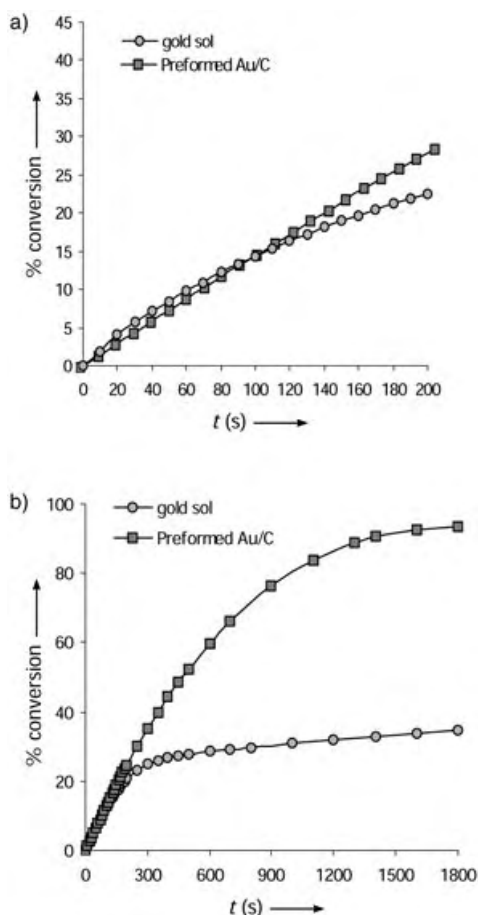 a)
gold sol
Preformed Au/C
% conversion
45
40
35
30
25
20
15
10
5
0
0 20 40 60 80 100 120 140 160 180 200
t (s)
b)
gold sol
Preformed Au/C
% conversion
100
80
60
40
20
0
0 300 600 900 1200 1500 1800
t (s)